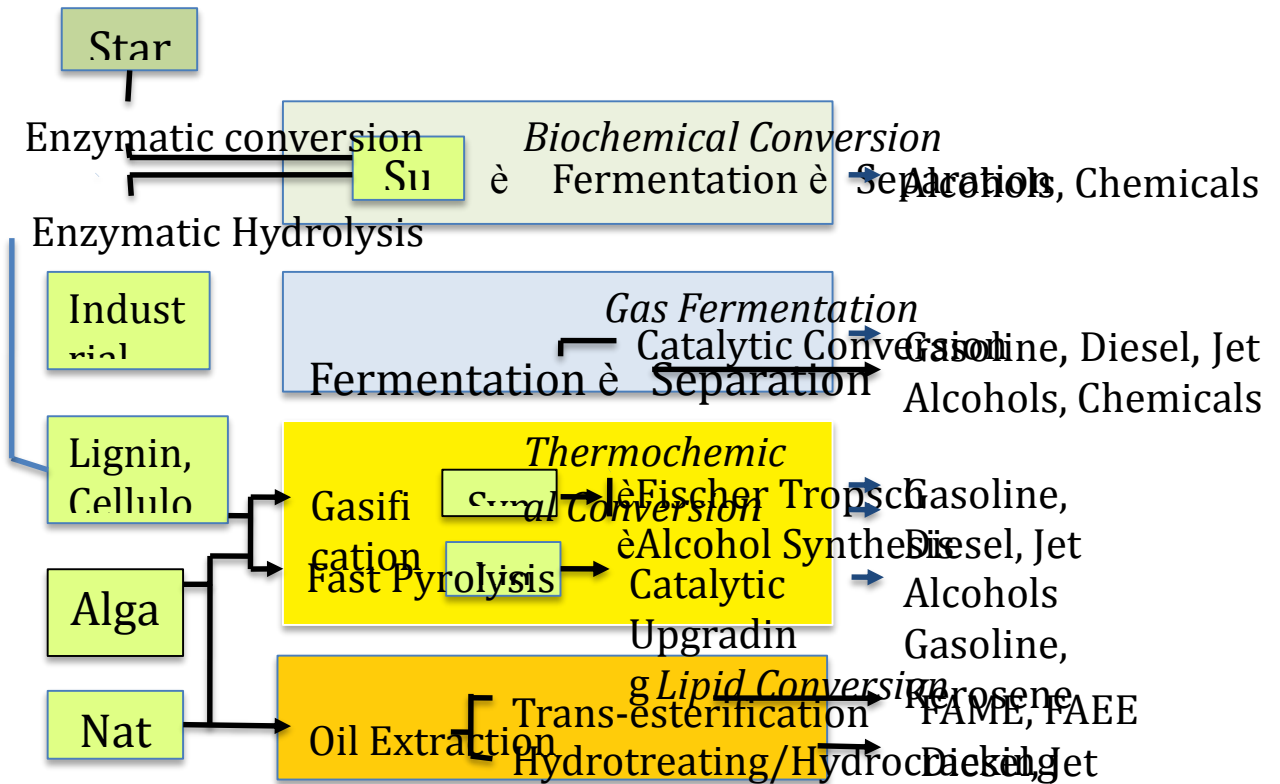 Star
Enzymatic conversion
Biochemical Conversion
Su è Fermentation è Separation
Alcohols, Chemicals
Enzymatic Hydrolysis
Indust
Gas Fermentation
Catalytic Conversion
Gasoline, Diesel, Jet
Fermentation è Separation
Alcohols, Chemicals
Lignin,
Cellulo
Thermochemic
al Conversion
Gasifi
cation
èFischer Tropsch
Gasoline,
Diesel, Jet
èAlcohol Synthesis
Fast Pyrolysis
Catalytic
Upgradin
g
Alcohols
Gasoline,
Kerosene
Alga
Nat
Lipid Conversion
Oil Extraction
Trans-esterification
FAME, FAEE
Hydrotreating/Hydrocracking
Diesel, Jet